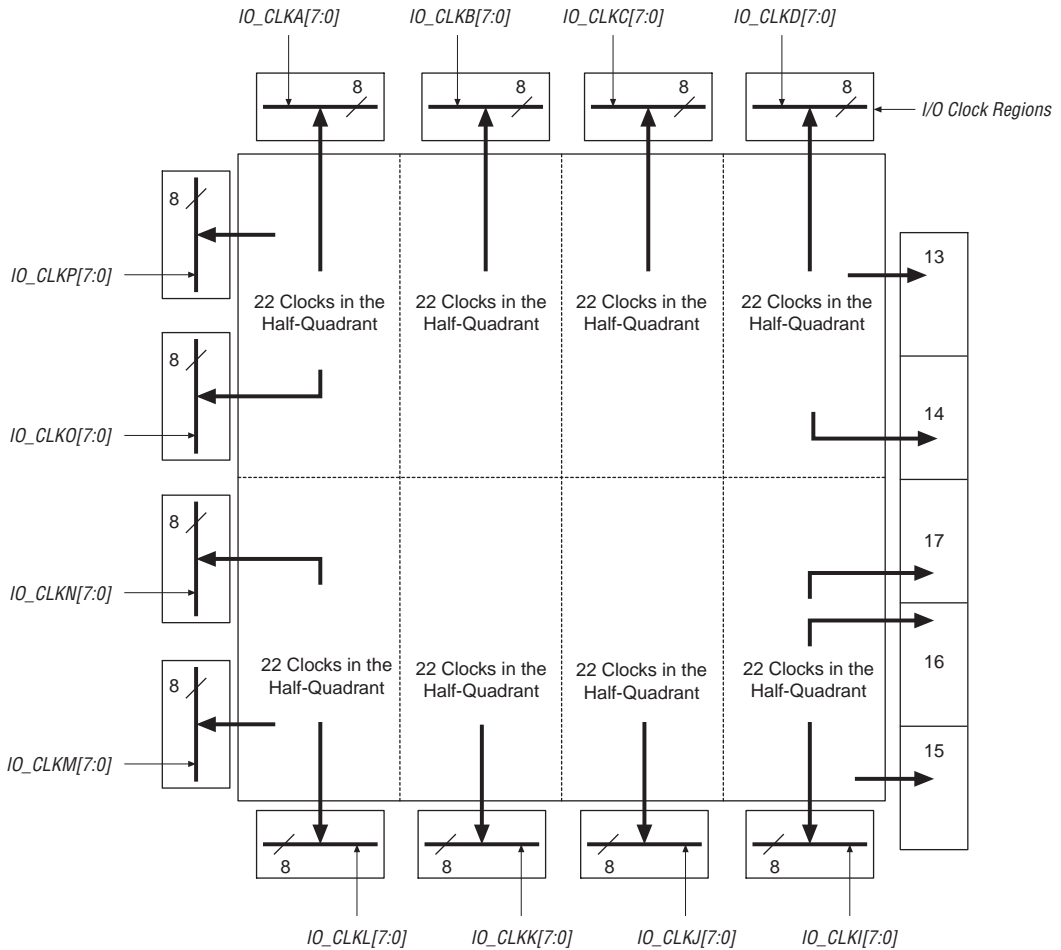 IO_CLKA[7:0] IO_CLKB[7:0] IO_CLKC[7:0] IO_CLKD[7:0]
8 8 8 8
I/O Clock Regions
8
IO_CLKP[7:0]
13
22 Clocks in the
Half-Quadrant
22 Clocks in the
Half-Quadrant
22 Clocks in the
Half-Quadrant
22 Clocks in the
Half-Quadrant
8
IO_CLKO[7:0]
14
8
IO_CLKN[7:0]
17
16
22 Clocks in the
Half-Quadrant
22 Clocks in the
Half-Quadrant
22 Clocks in the
Half-Quadrant
22 Clocks in the
Half-Quadrant
8
IO_CLKM[7:0]
15
8 8 8 8
IO_CLKL[7:0] IO_CLKK[7:0] IO_CLKJ[7:0] IO_CLKI[7:0]